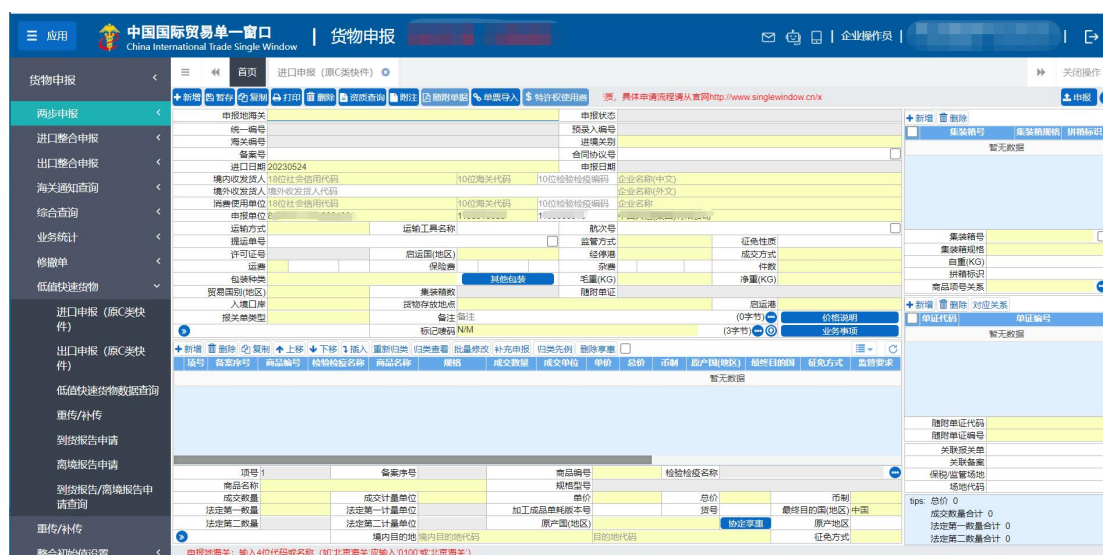 应用 中国国际贸易单一窗口 货物申报 企业操作员
China International Trade Single Window
货物申报 首页 进口申报（原C类快件） 关闭操作
新增 暂存 复制 打印 删除 资质查询 附注 随附单据 单票导入 特许权使用费 具体申请流程请从官网http://www.singlewindow.cn/x 申报
两步申报
进口整合申报
出口整合申报
海关通知查询
综合查询
业务统计
修撤单
低值快速货物
进口申报（原C类快件）
出口申报（原C类快件）
低值快速货物数据查询
重传/补传
到货报告申请
离境报告申请
到货报告/离境报告申请查询
重传/补传
整合初始值设置
申报地海关 申报状态
统一编号 预录入编号
海关编号 进境关别
备案号 合同协议号
进口日期 20230524 申报日期
境内收发货人 18位社会信用代码 10位海关代码 10位检验检疫编码 企业名称(中文)
境外收发货人 境外收发货人代码 企业名称(外文)
消费使用单位 18位社会信用代码 10位海关代码 10位检验检疫编码 企业名称
申报单位
运输方式 运输工具名称 航次号
提运单号 监管方式 征免性质
许可证号 启运国(地区) 经停港 成交方式
运费 保险费 杂费 件数
包装种类 其他包装 毛重(KG) 净重(KG)
贸易国别(地区) 集装箱数 随附单证
入境口岸 货物存放地点 启运港
报关单类型 备注 备注 (0字节) 价格说明
标记唛码 N/M (3字节) 业务事项
新增 删除 复制 上移 下移 插入 重新归类 归类查看 批量修改 补充申报 归类先例 删除享惠
项号 备案序号 商品编号 检验检疫名称 商品名称 规格 成交数量 成交单位 单价 总价 币制 原产国(地区) 最终目的国 征免方式 监管要求
暂无数据
项号 1 备案序号 商品编号 检验检疫名称
商品名称 规格型号
成交数量 成交计量单位 单价 总价 币制
法定第一数量 法定第一计量单位 加工成品单耗版本号 货号 最终目的国(地区) 中国
法定第二数量 法定第二计量单位 原产国(地区) 协定享惠 原产地区
境内目的地 境内目的地代码 目的地代码 征免方式
申报地海关：输入4位代码或名称（如'北京海关'应输入'0100'或'北京海关'）
新增 删除
集装箱号 集装箱规格 拼箱标识
暂无数据
集装箱号
集装箱规格
自重(KG)
拼箱标识
商品项号关系
新增 删除 对应关系
单证代码 单证编号
暂无数据
随附单证代码
随附单证编号
关联报关单
关联备案
保税/监管场地
场地代码
tips: 总价 0
成交数量合计 0
法定第一数量合计 0
法定第二数量合计 0